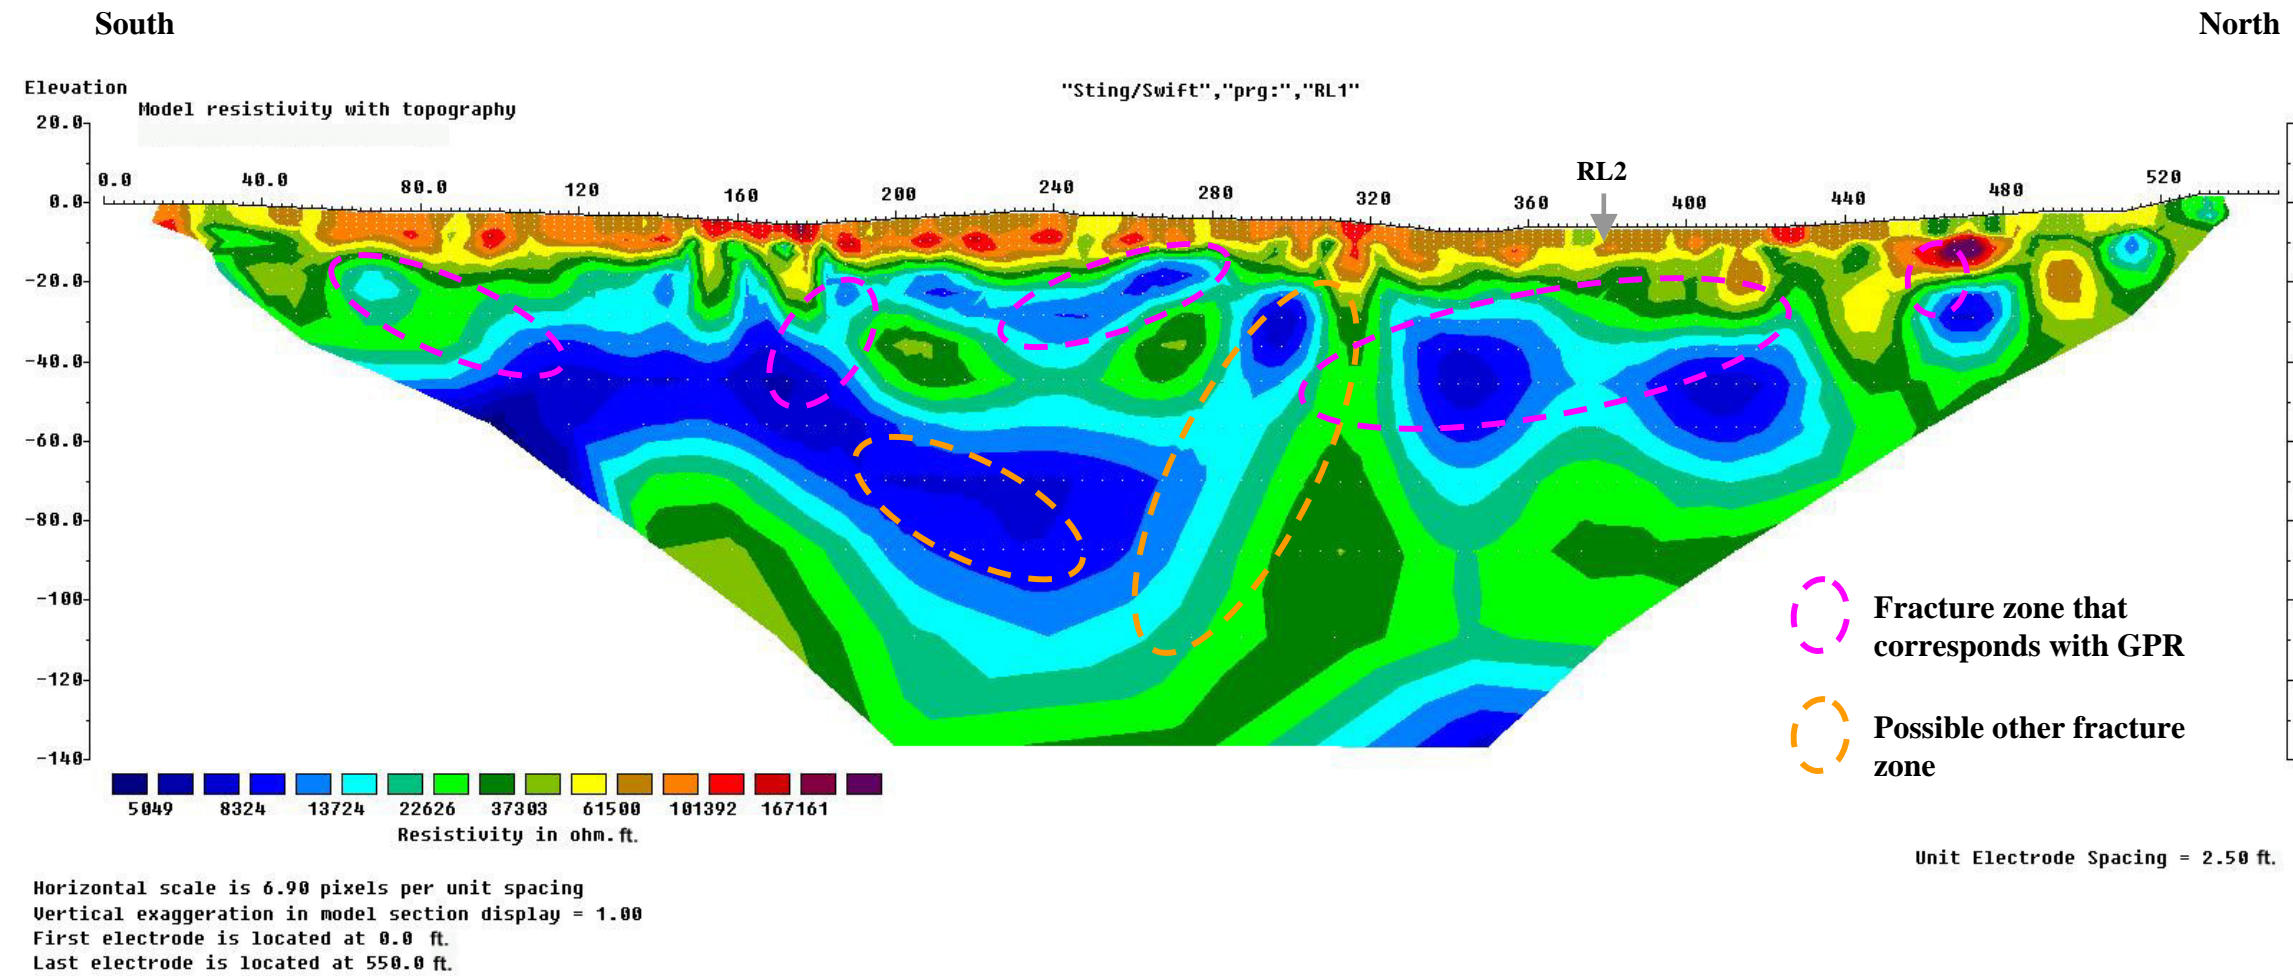 South
North
Elevation
"Sting/Swift","prg:","RL1"
Model resistivity with topography
20.0
RL2
0.0 40.0 80.0 120 160 200 240 280 320 360 400 440 480 520
0.0
-20.0
-40.0
-60.0
-80.0
-100
-120
-140
Fracture zone that
corresponds with GPR
Possible other fracture
zone
5049 8324 13724 22626 37303 61500 101392 167161
Resistivity in ohm.ft.
Unit Electrode Spacing = 2.50 ft.
Horizontal scale is 6.90 pixels per unit spacing
Vertical exaggeration in model section display = 1.00
First electrode is located at 0.0 ft.
Last electrode is located at 550.0 ft.